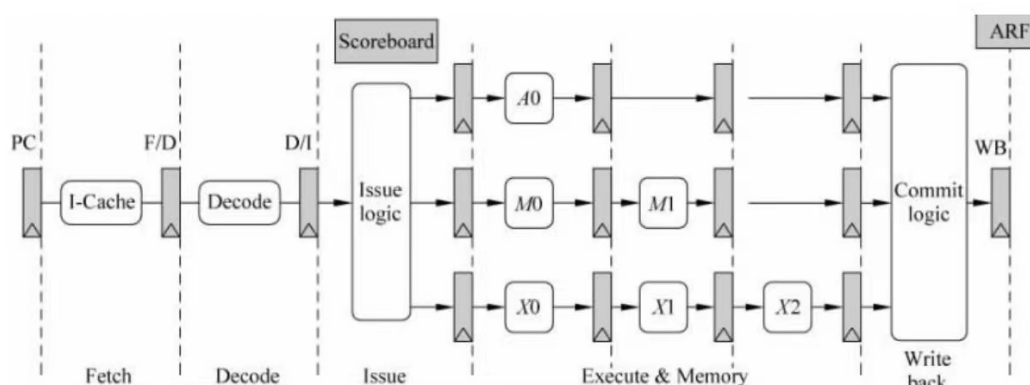 Scoreboard
ARF
A0
PC
F/D
D/I
WB
I-Cache
Decode
Issue
logic
M0
M1
Commit
logic
X0
X1
X2
Fetch
Decode
Issue
Execute & Memory
Write
back